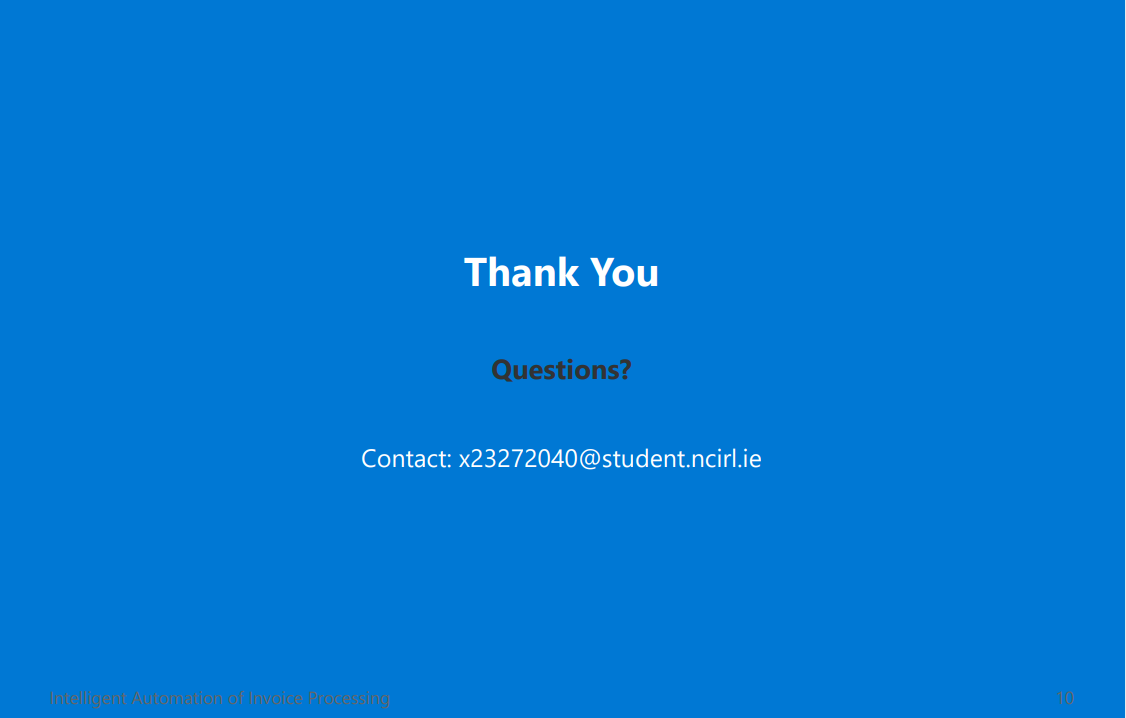 Thank You
Questions?
Contact: x23272040@student.ncirl.ie
Intelligent Automation of Invoice Processing
10